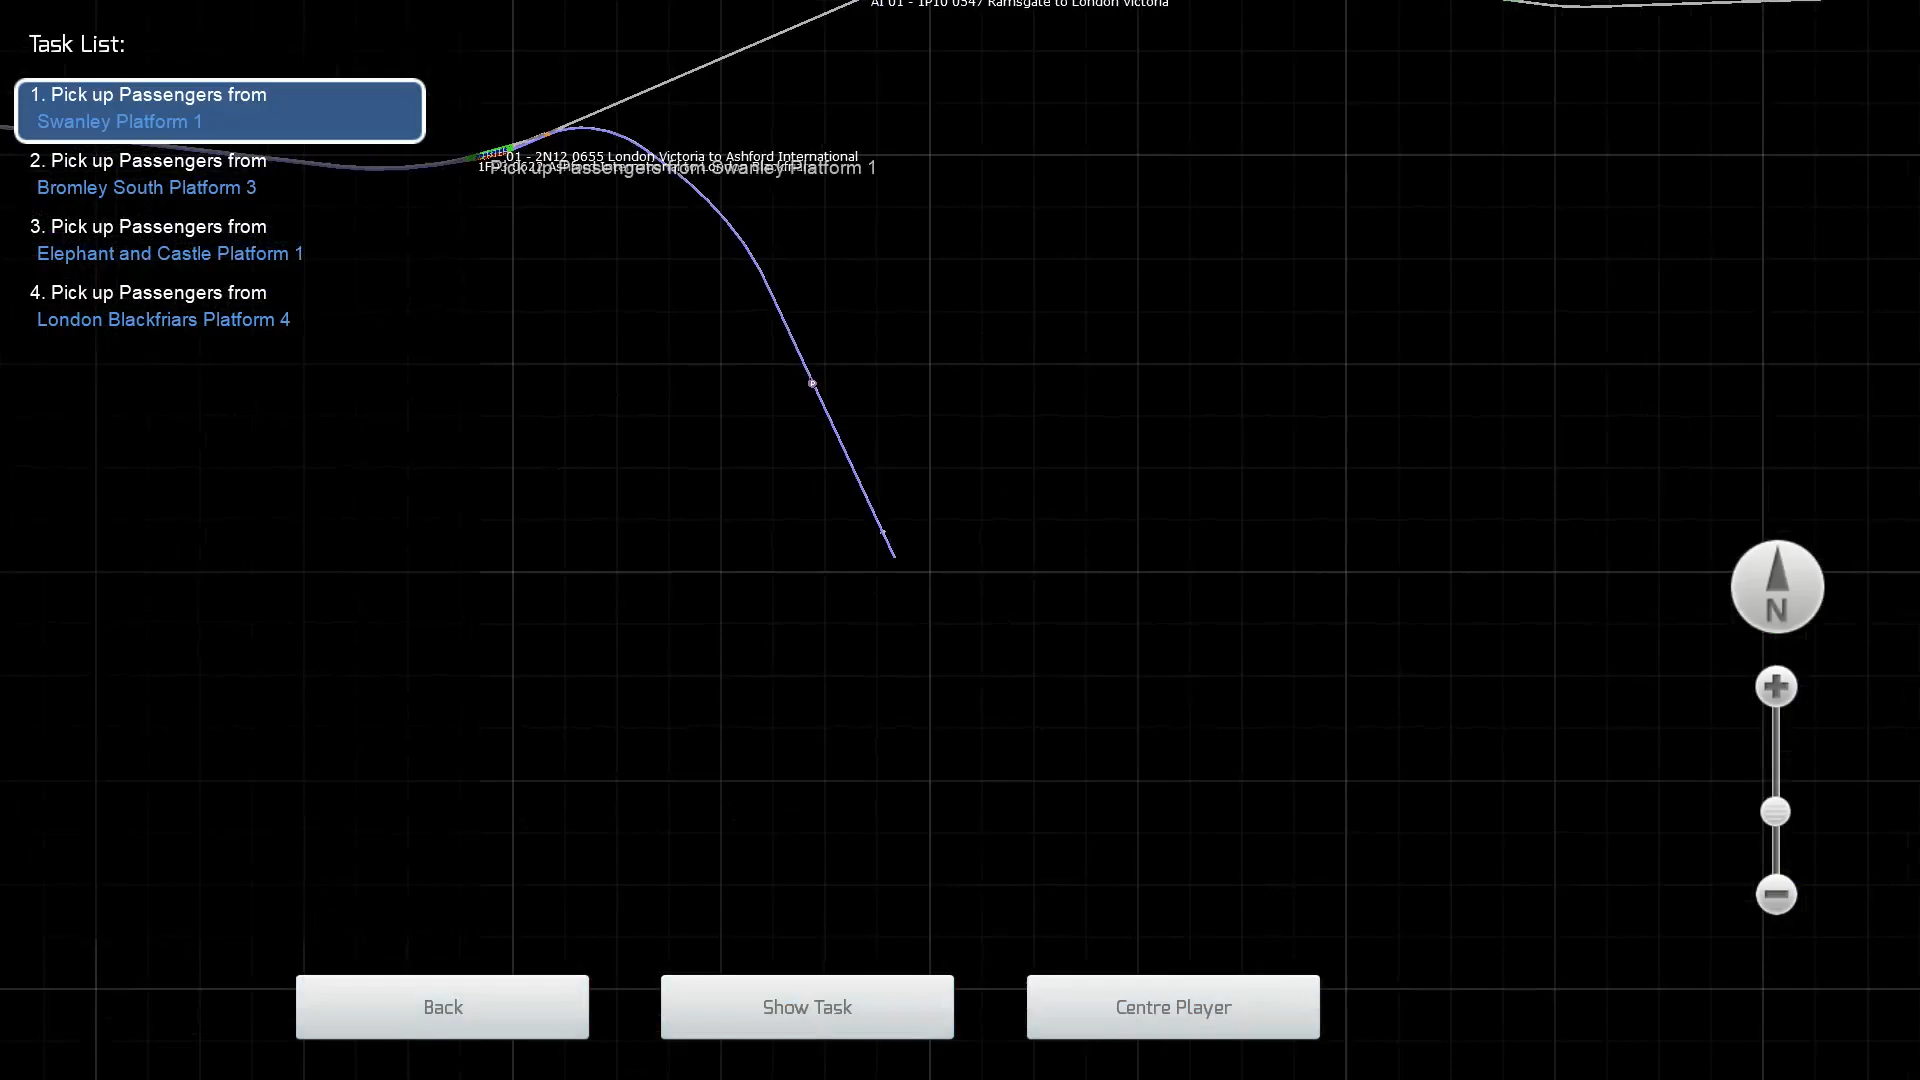 AI 01 - 1P10 0547 Ramsgate to London Victoria
Task List:
1. Pick up Passengers from
Swanley Platform 1
2. Pick up Passengers from
Bromley South Platform 3
3. Pick up Passengers from
Elephant and Castle Platform 1
4. Pick up Passengers from
London Blackfriars Platform 4
01 - 2N12 0655 London Victoria to Ashford International
Pick up Passengers from Swanley Platform 1
N
Back
Show Task
Centre Player